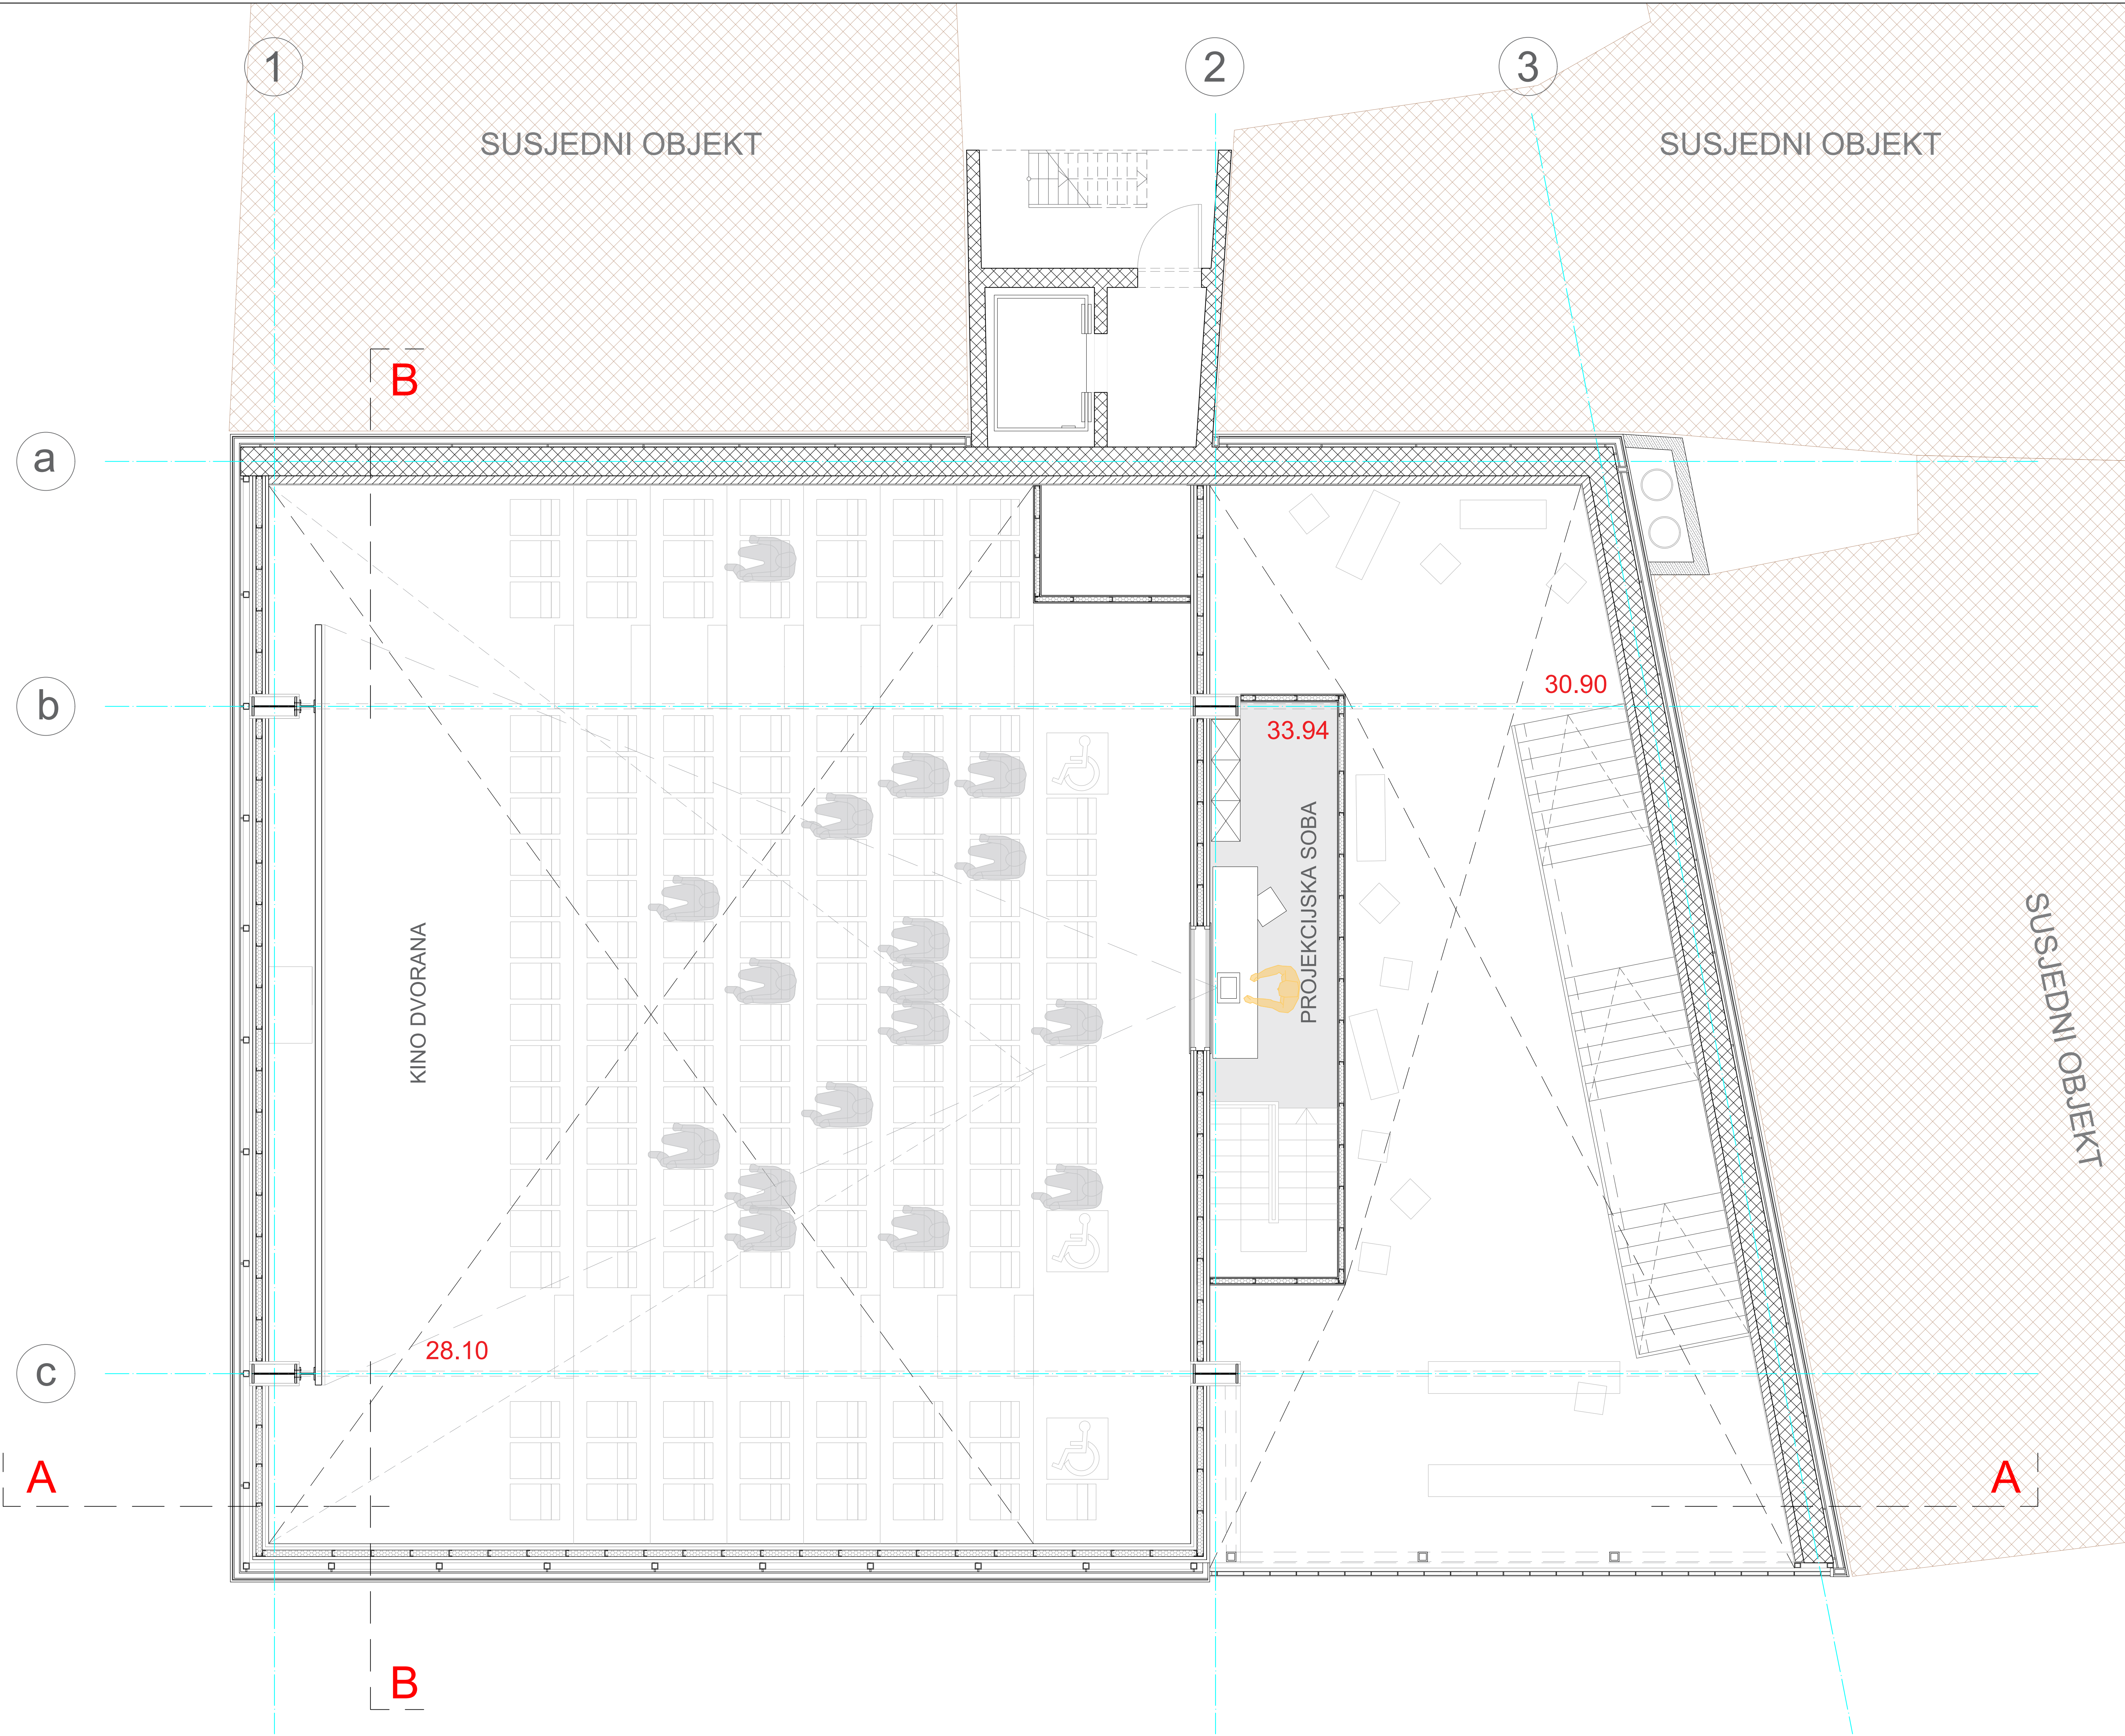 1
2
3
SUSJEDNI OBJEKT
SUSJEDNI OBJEKT
B
a
b
30.90
33.94
PROJEKCIJSKA SOBA
KINO DVORANA
SUSJEDNI OBJEKT
28.10
c
A
A
B